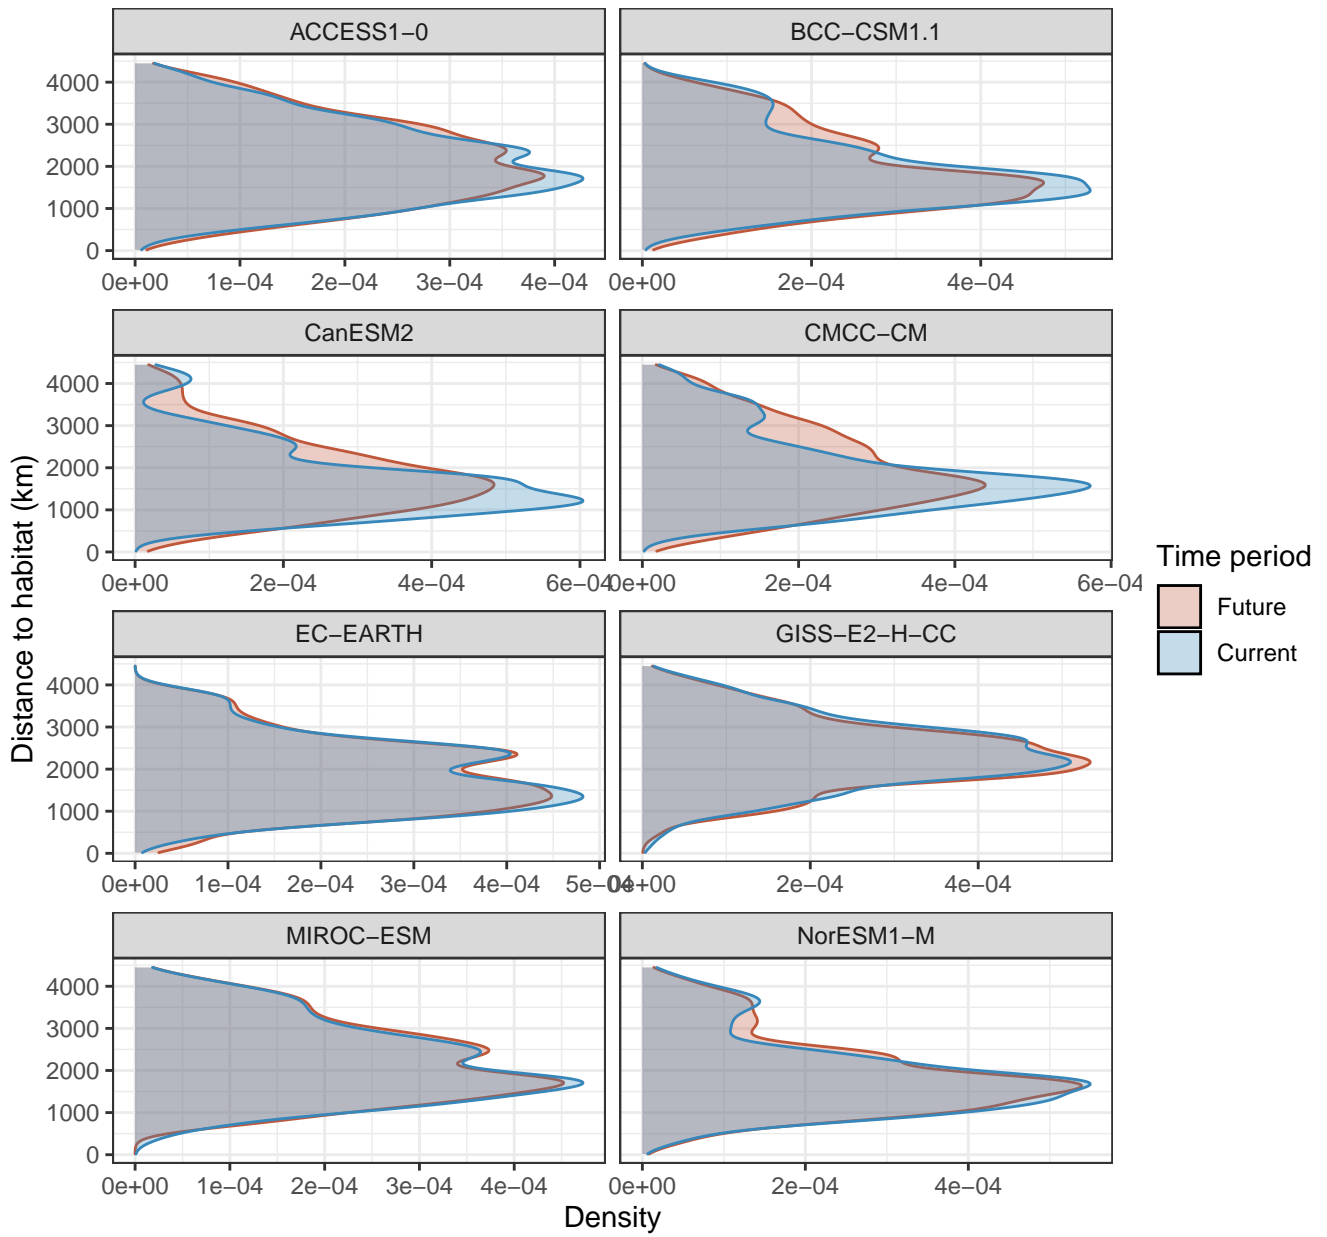 ACCESS1−0 BCC−CSM1.1
4000
3000
2000
1000
0
0e+00 1e−04 2e−04 3e−04 4e−04 0e+00 2e−04 4e−04
CanESM2 CMCC−CM
4000
3000
2000
1000
0
0e+00 2e−04 4e−04 6e−04 0e+00 2e−04 4e−04 6e−04
EC−EARTH GISS−E2−H−CC
4000
3000
2000
1000
0
0e+00 1e−04 2e−04 3e−04 4e−04 5e−04 0e+00 2e−04 4e−04
MIROC−ESM NorESM1−M
4000
3000
2000
1000
0
0e+00 1e−04 2e−04 3e−04 4e−04 0e+00 2e−04 4e−04
Density
Distance to habitat (km)
Time period
Future
Current